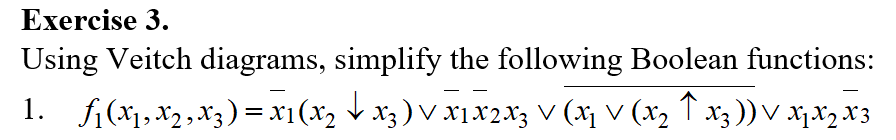 Exercise 3.
Using Veitch diagrams, simplify the following Boolean functions:
1. f₁(x₁,x₂,x₃)=x̅₁(x₂ ↓ x₃)∨ x̅₁x̅₂x₃ ∨ \overline{(x₁ ∨ (x₂ ↑ x₃))}∨ x₁x₂x̅₃